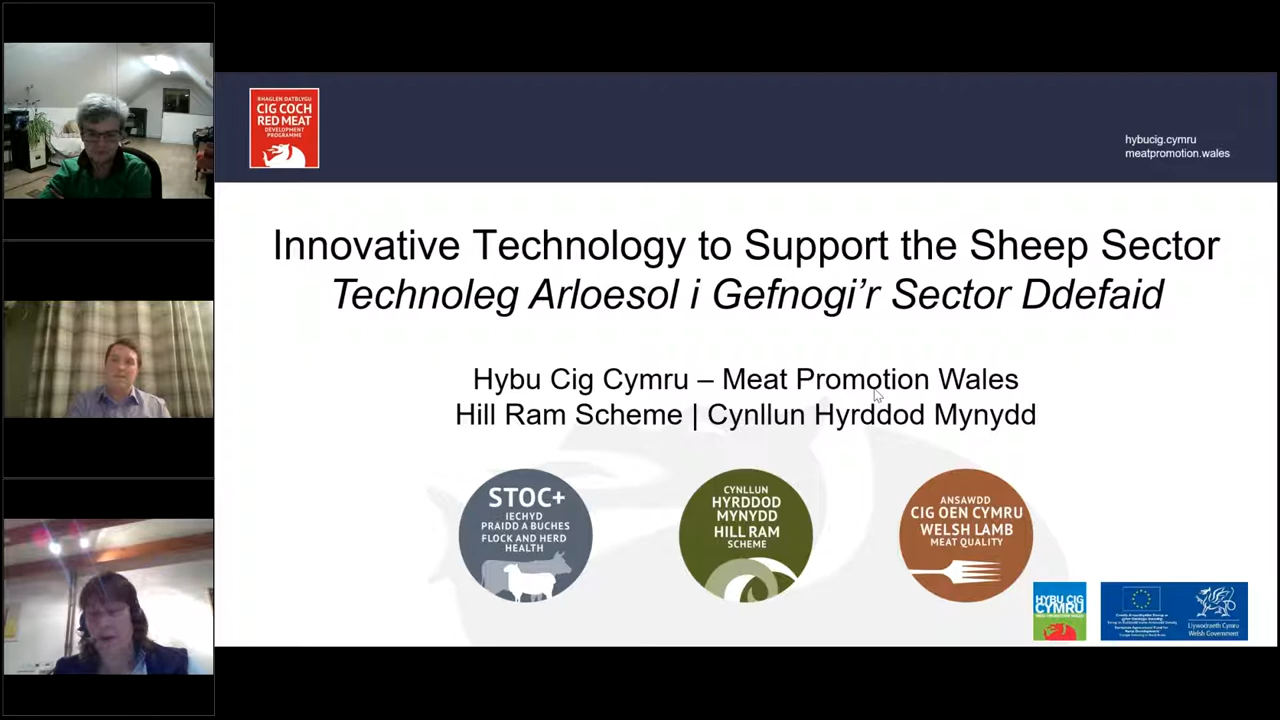 RHAGLEN DATBLYGU
CIG COCH
RED MEAT
DEVELOPMENT
PROGRAMME
hybucig.cymru
meatpromotion.wales
Innovative Technology to Support the Sheep Sector
Technoleg Arloesol i Gefnogi’r Sector Ddefaid
Hybu Cig Cymru – Meat Promotion Wales
Hill Ram Scheme | Cynllun Hyrddod Mynydd
STOC+
IECHYD
PRAIDD A BUCHES
FLOCK AND HERD
HEALTH
CYNLLUN
HYRDDOD
MYNYDD
HILL RAM
SCHEME
ANSAWDD
CIG OEN CYMRU
WELSH LAMB
MEAT QUALITY
HYBU CIG
CYMRU
MEAT PROMOTION WALES
Llywodraeth Cymru
Welsh Government